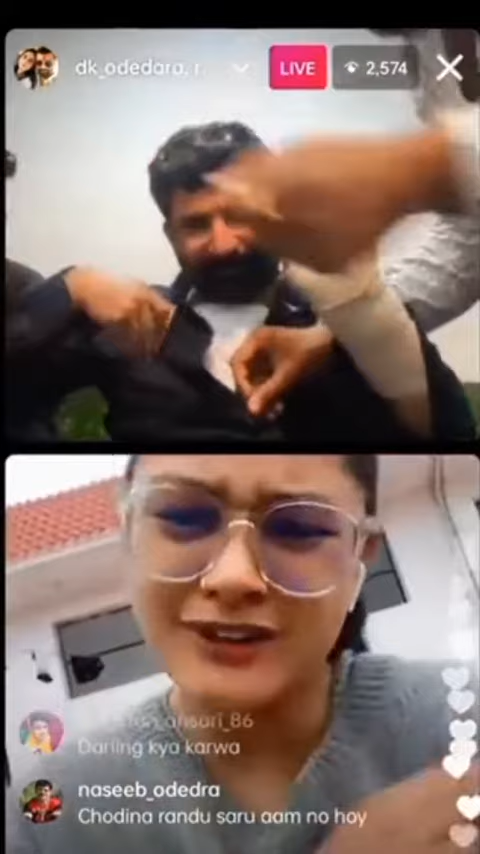 dk_odedara, r.
LIVE
2,574
ansari_86
Darling kya karwa
naseeb_odedra
Chodina randu saru aam no hoy